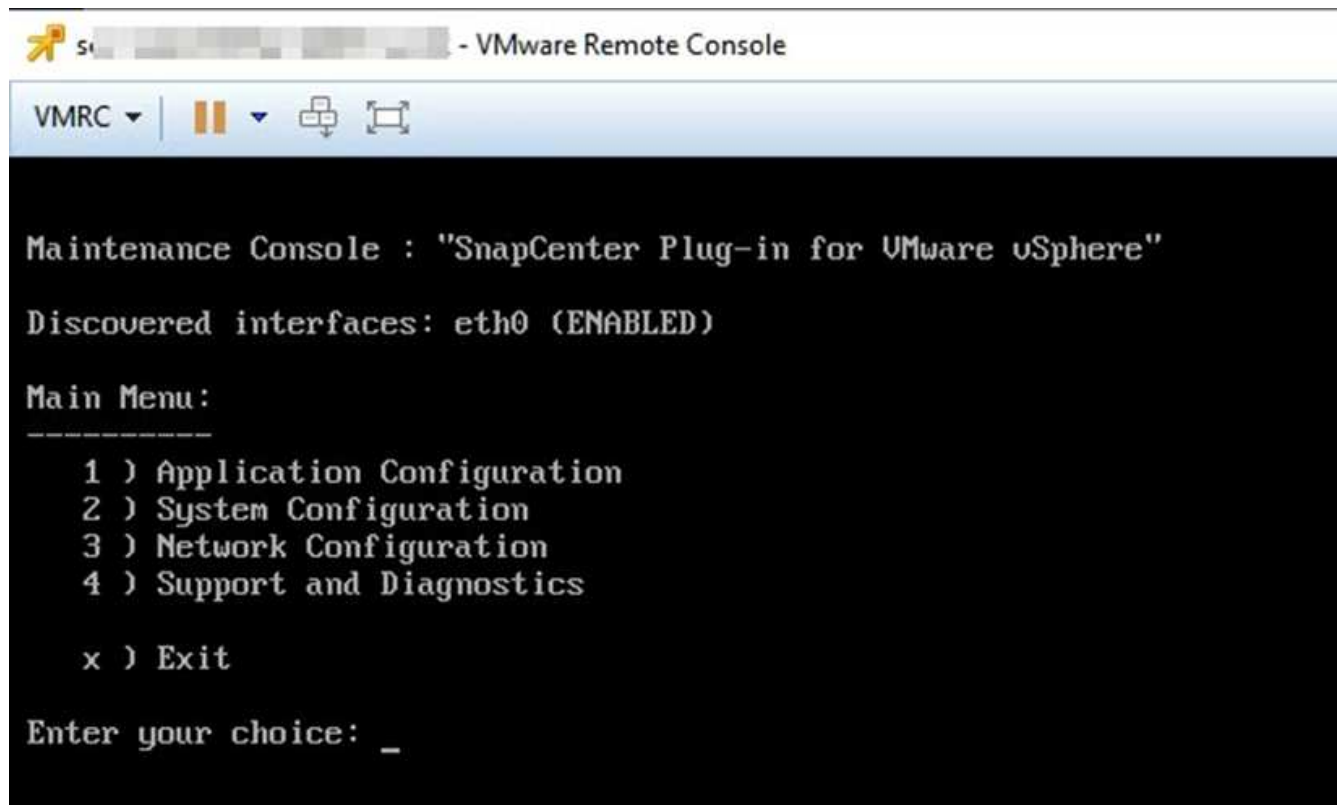 - VMware Remote Console
VMRC
Maintenance Console : "SnapCenter Plug-in for VMware vSphere"
Discovered interfaces: eth0 (ENABLED)
Main Menu:
----------
1 ) Application Configuration
2 ) System Configuration
3 ) Network Configuration
4 ) Support and Diagnostics
x ) Exit
Enter your choice: _